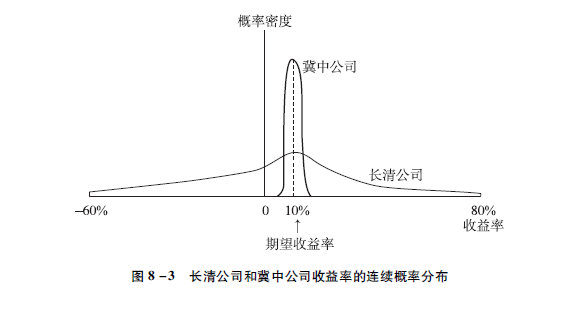 概率密度
冀中公司
长清公司
-60%
0
10%
80%
收益率
↑
期望收益率
图 8-3 长清公司和冀中公司收益率的连续概率分布